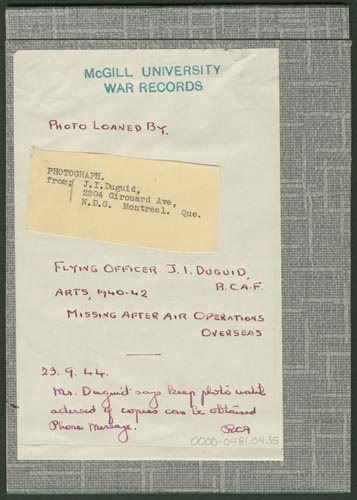 McGILL UNIVERSITY
WAR RECORDS
PHOTO LOANED BY.
PHOTOGRAPH.
from; J.I.Duguid,
2204 Girouard Ave,
N.D.G. Montreal. Que.
FLYING OFFICER J. I. DUGUID,
R.C.A.F.
ARTS, 1940-42
MISSING AFTER AIR OPERATIONS
OVERSEAS
23.9.44.
Mr. Duguid says keep photo until
advised if copies can be obtained
Phone Message.
RCA
0000-0481.04.35